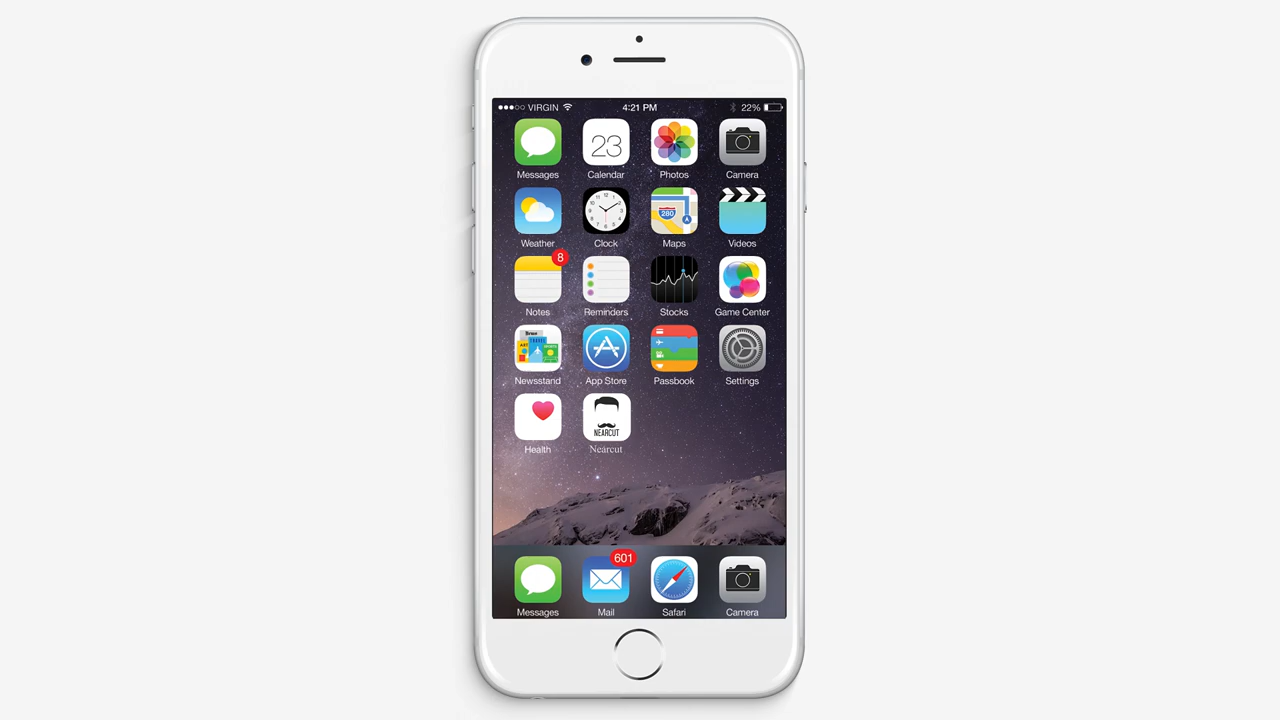 VIRGIN 4:21 PM 22%
23
Messages Calendar Photos Camera
280
Weather Clock Maps Videos
8
Notes Reminders Stocks Game Center
NEARCUT
Newsstand App Store Passbook Settings
Health Nearcut
601
Messages Mail Safari Camera